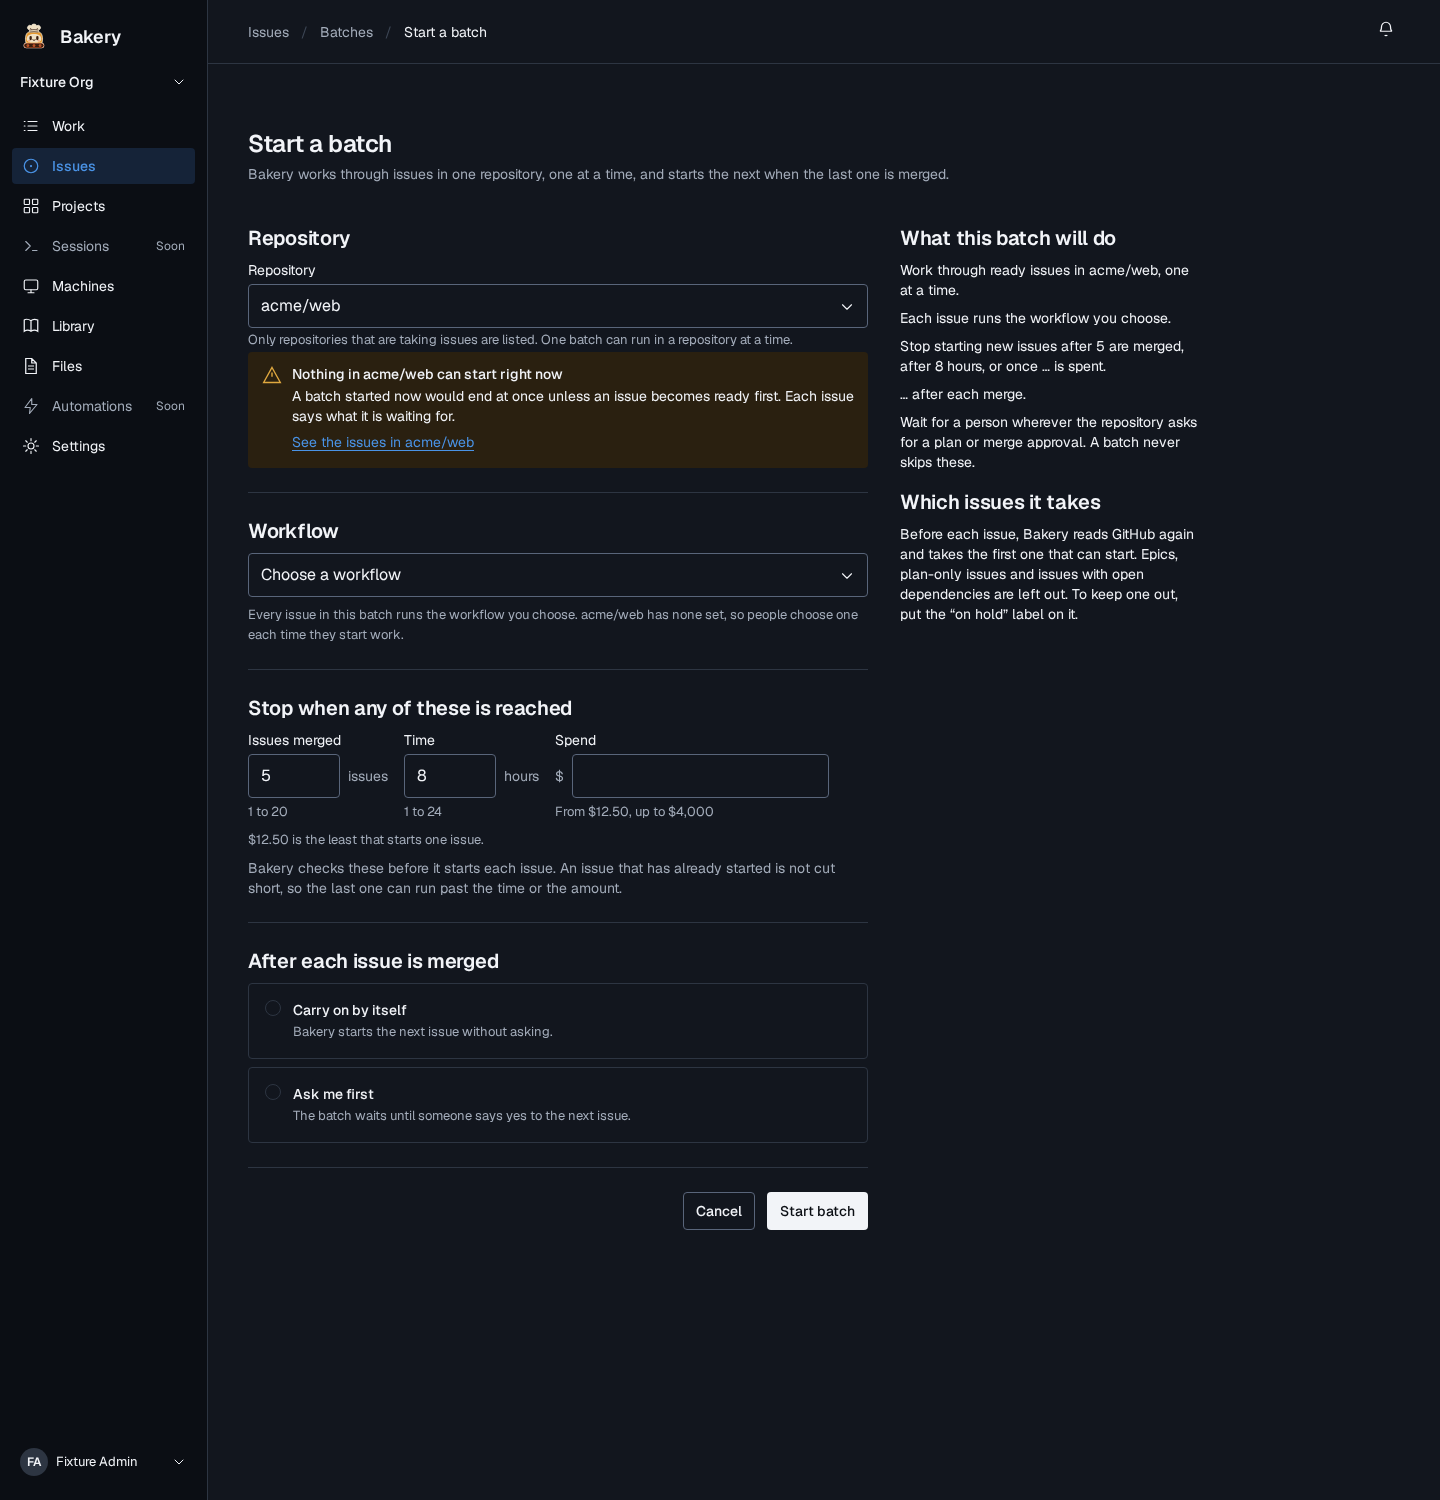 Bakery
Fixture Org
Work
Issues
Projects
Sessions Soon
Machines
Library
Files
Automations Soon
Settings
FA Fixture Admin
Issues / Batches / Start a batch
Start a batch
Bakery works through issues in one repository, one at a time, and starts the next when the last one is merged.
Repository
Repository
acme/web
Only repositories that are taking issues are listed. One batch can run in a repository at a time.
Nothing in acme/web can start right now
A batch started now would end at once unless an issue becomes ready first. Each issue
says what it is waiting for.
See the issues in acme/web
Workflow
Choose a workflow
Every issue in this batch runs the workflow you choose. acme/web has none set, so people choose one
each time they start work.
Stop when any of these is reached
Issues merged Time Spend
5 issues 8 hours $
1 to 20 1 to 24 From $12.50, up to $4,000
$12.50 is the least that starts one issue.
Bakery checks these before it starts each issue. An issue that has already started is not cut
short, so the last one can run past the time or the amount.
After each issue is merged
Carry on by itself
Bakery starts the next issue without asking.
Ask me first
The batch waits until someone says yes to the next issue.
Cancel Start batch
What this batch will do
Work through ready issues in acme/web, one
at a time.
Each issue runs the workflow you choose.
Stop starting new issues after 5 are merged,
after 8 hours, or once … is spent.
… after each merge.
Wait for a person wherever the repository asks
for a plan or merge approval. A batch never
skips these.
Which issues it takes
Before each issue, Bakery reads GitHub again
and takes the first one that can start. Epics,
plan-only issues and issues with open
dependencies are left out. To keep one out,
put the “on hold” label on it.